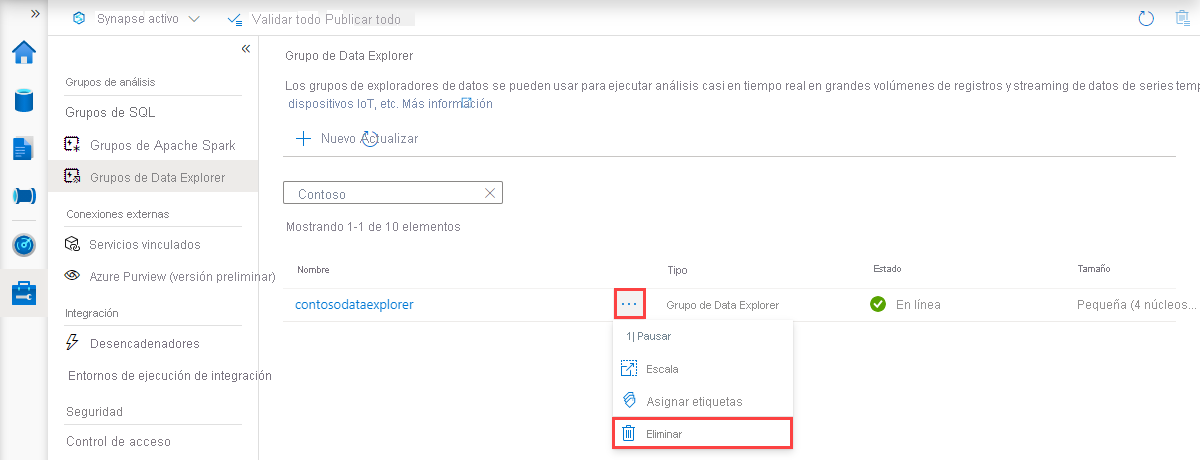 Synapse activo
Validar todo Publicar todo
Grupos de análisis
Grupos de SQL
Grupos de Apache Spark
Grupos de Data Explorer
Conexiones externas
Servicios vinculados
Azure Purview (versión preliminar)
Integración
Desencadenadores
Entornos de ejecución de integración
Seguridad
Control de acceso
Grupo de Data Explorer
Los grupos de exploradores de datos se pueden usar para ejecutar análisis casi en tiempo real en grandes volúmenes de registros y streaming de datos de series temp
dispositivos IoT, etc. Más información
Nuevo Actualizar
Contoso
Mostrando 1-1 de 10 elementos
Nombre Tipo Estado Tamaño
contosodataexplorer ... Grupo de Data Explorer En línea Pequeña (4 núcleos...
1| Pausar
Escala
Asignar etiquetas
Eliminar